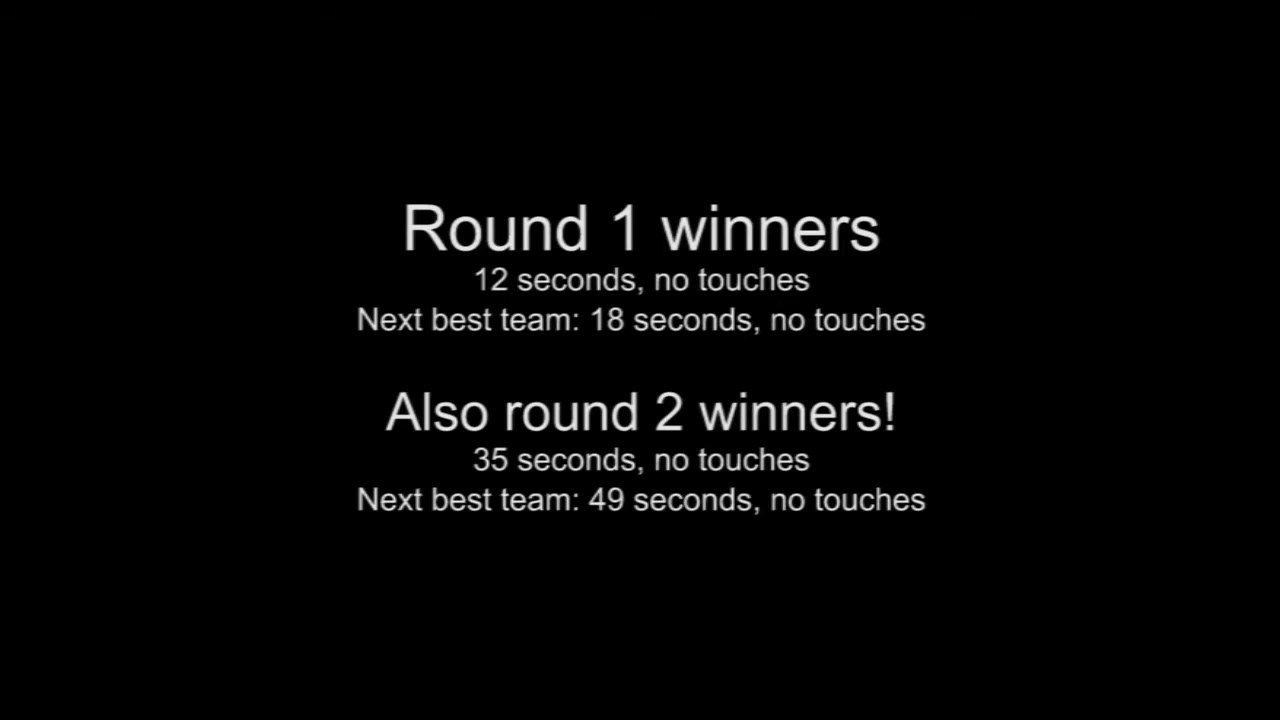 Round 1 winners
12 seconds, no touches
Next best team: 18 seconds, no touches
Also round 2 winners!
35 seconds, no touches
Next best team: 49 seconds, no touches